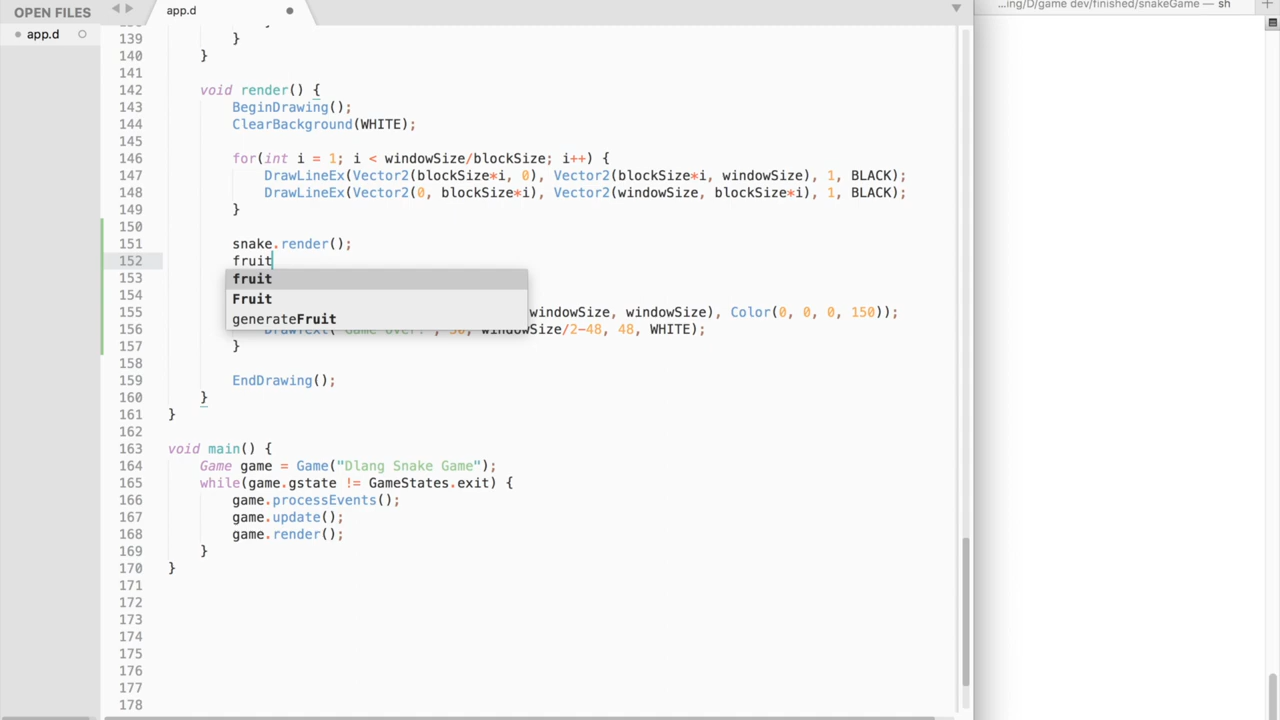 OPEN FILES
app.d
app.d
...ing/D/game dev/finished/snakeGame — sh
139 }
140 }
141
142 void render() {
143 BeginDrawing();
144 ClearBackground(WHITE);
145
146 for(int i = 1; i < windowSize/blockSize; i++) {
147 DrawLineEx(Vector2(blockSize*i, 0), Vector2(blockSize*i, windowSize), 1, BLACK);
148 DrawLineEx(Vector2(0, blockSize*i), Vector2(windowSize, blockSize*i), 1, BLACK);
149 }
150
151 snake.render();
152 fruit
153 fruit
154 Fruit
generateFruit
155 windowSize, windowSize), Color(0, 0, 0, 150));
156 windowSize/2-48, 48, WHITE);
157 }
158
159 EndDrawing();
160 }
161 }
162
163 void main() {
164 Game game = Game("Dlang Snake Game");
165 while(game.gstate != GameStates.exit) {
166 game.processEvents();
167 game.update();
168 game.render();
169 }
170 }
171
172
173
174
175
176
177
178